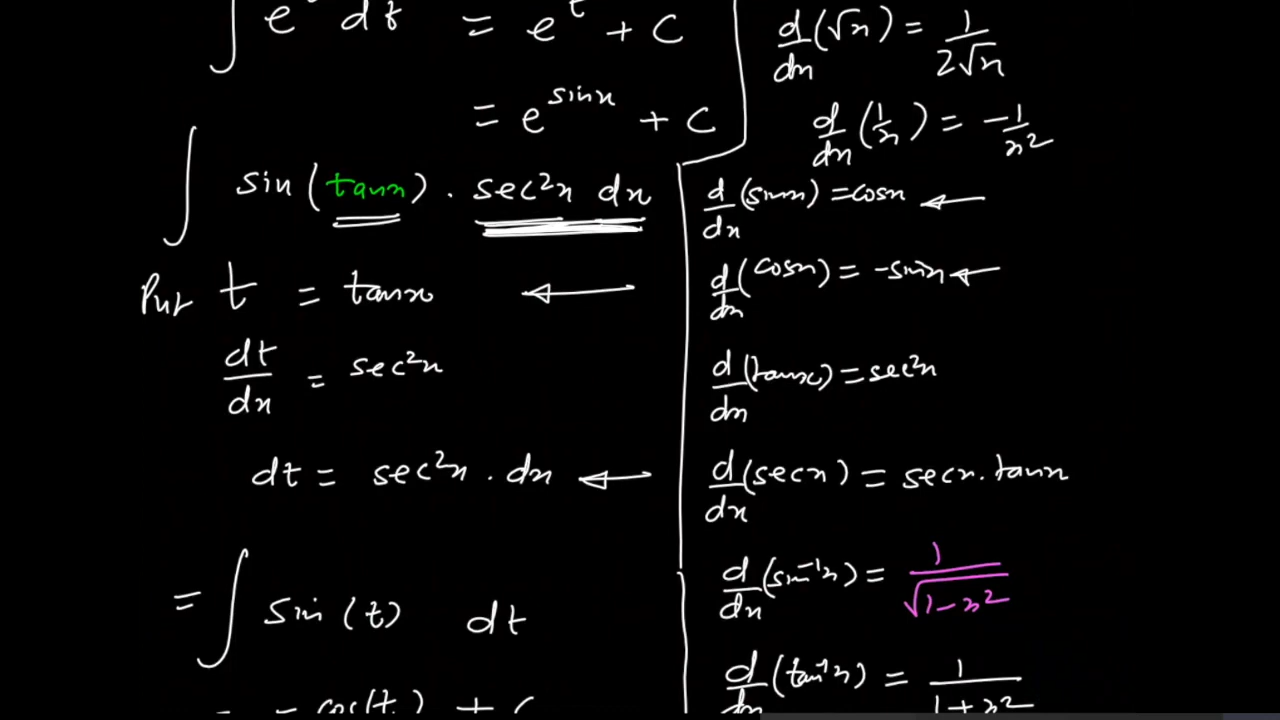 ∫ e^t dt = e^t + C
= e^sinx + C
∫ sin(tanx) . sec²x dx
Put t = tanx
dt/dx = sec²x
dt = sec²x . dx
= ∫ sin(t) dt
= - cos(t) + C
d/dx (√x) = 1/2√x
d/dx (1/x) = -1/x²
d/dx (sinx) = cosx
d/dx (cosx) = -sinx
d/dx (tanx) = sec²x
d/dx (secx) = secx.tanx
d/dx (sin⁻¹x) = 1/√1-x²
d/dx (tan⁻¹x) = 1/1+x²